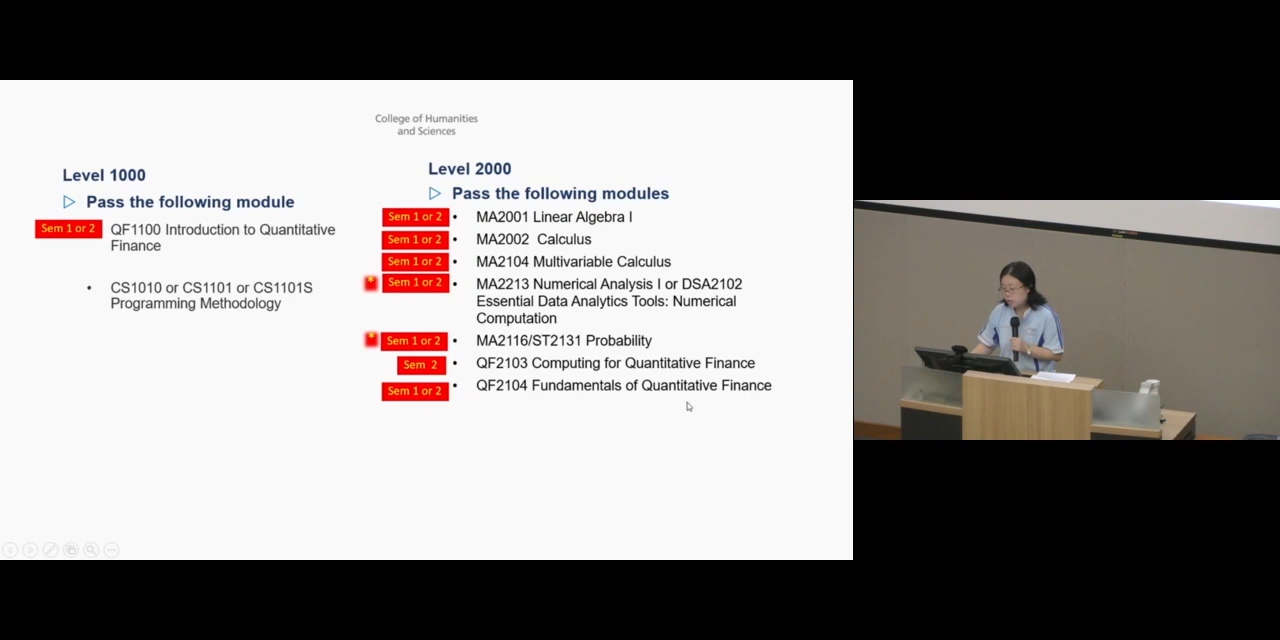 College of Humanities
and Sciences
Level 1000
Pass the following module
Sem 1 or 2
QF1100 Introduction to Quantitative
Finance
• CS1010 or CS1101 or CS1101S
Programming Methodology
Level 2000
Pass the following modules
Sem 1 or 2 • MA2001 Linear Algebra I
Sem 1 or 2 • MA2002 Calculus
Sem 1 or 2 • MA2104 Multivariable Calculus
* Sem 1 or 2 • MA2213 Numerical Analysis I or DSA2102
Essential Data Analytics Tools: Numerical
Computation
* Sem 1 or 2 • MA2116/ST2131 Probability
Sem 2 • QF2103 Computing for Quantitative Finance
Sem 1 or 2 • QF2104 Fundamentals of Quantitative Finance